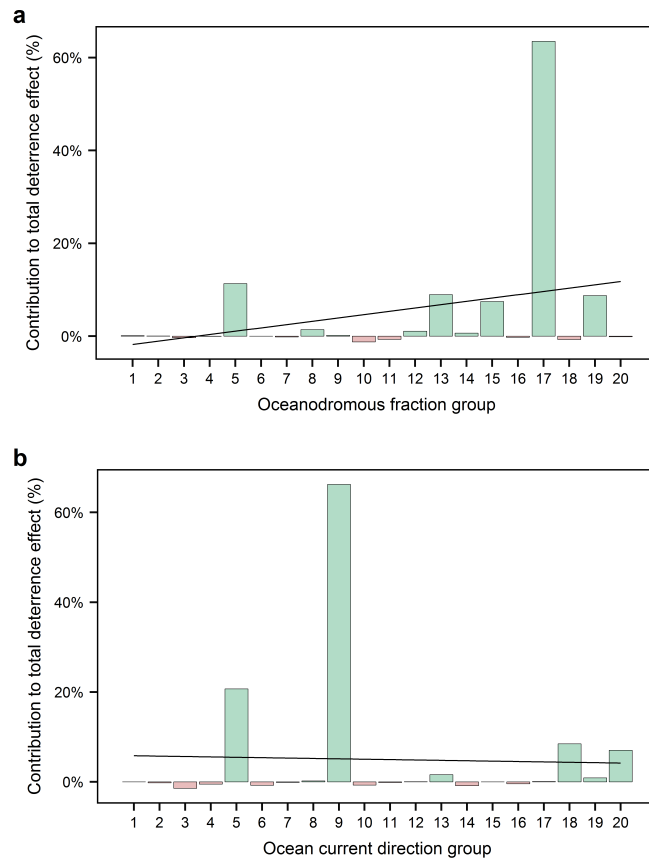 a
Contribution to total deterrence effect (%)
60%
40%
20%
0%
1 2 3 4 5 6 7 8 9 10 11 12 13 14 15 16 17 18 19 20
Oceanodromous fraction group
b
Contribution to total deterrence effect (%)
60%
40%
20%
0%
1 2 3 4 5 6 7 8 9 10 11 12 13 14 15 16 17 18 19 20
Ocean current direction group